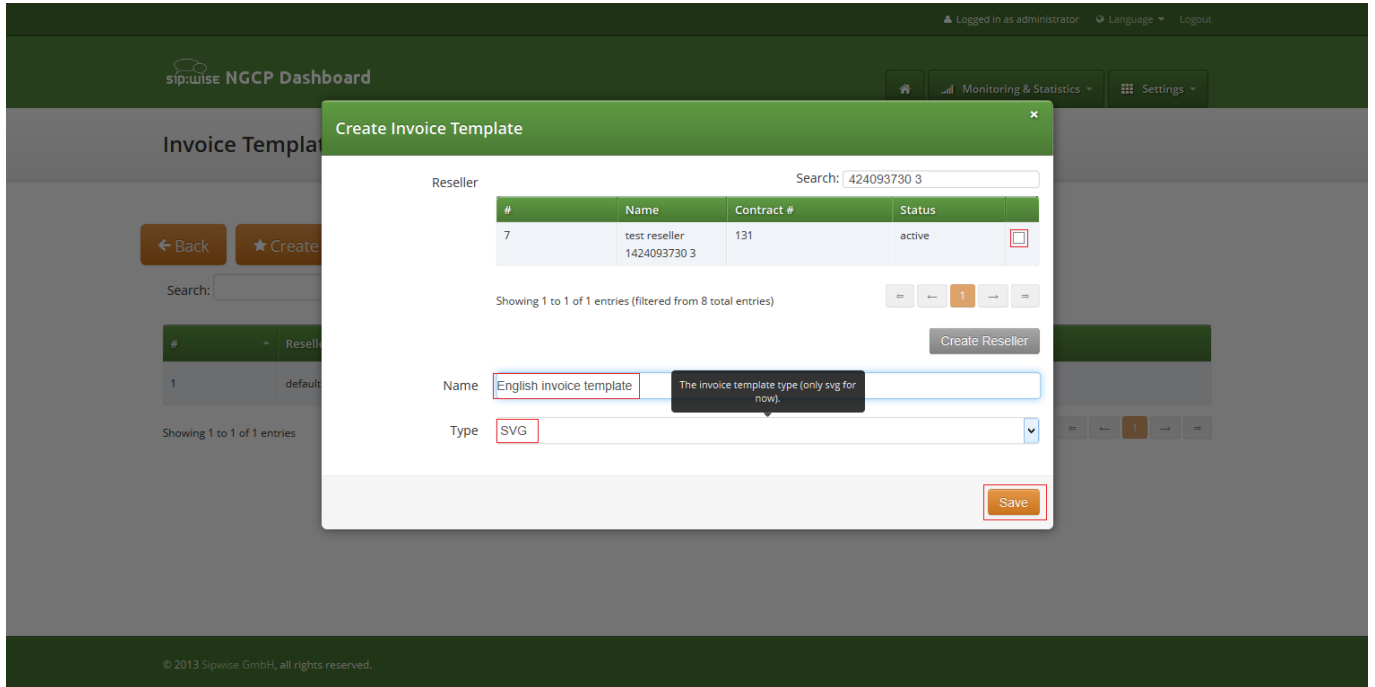 Logged in as administrator Language Logout
sip:wise NGCP Dashboard
Monitoring & Statistics Settings
Create Invoice Template ×
Invoice Templat
Reseller Search: 424093730 3
# Name Contract # Status
7 test reseller 131 active
1424093730 3
Back Create
Showing 1 to 1 of 1 entries (filtered from 8 total entries) ⇐ ← 1 → ⇒
Search:
Create Reseller
# Reselle
1 default
Name English invoice template
The invoice template type (only svg for
now).
Type SVG
Showing 1 to 1 of 1 entries ⇐ ← 1 → ⇒
Save
© 2013 Sipwise GmbH, all rights reserved.